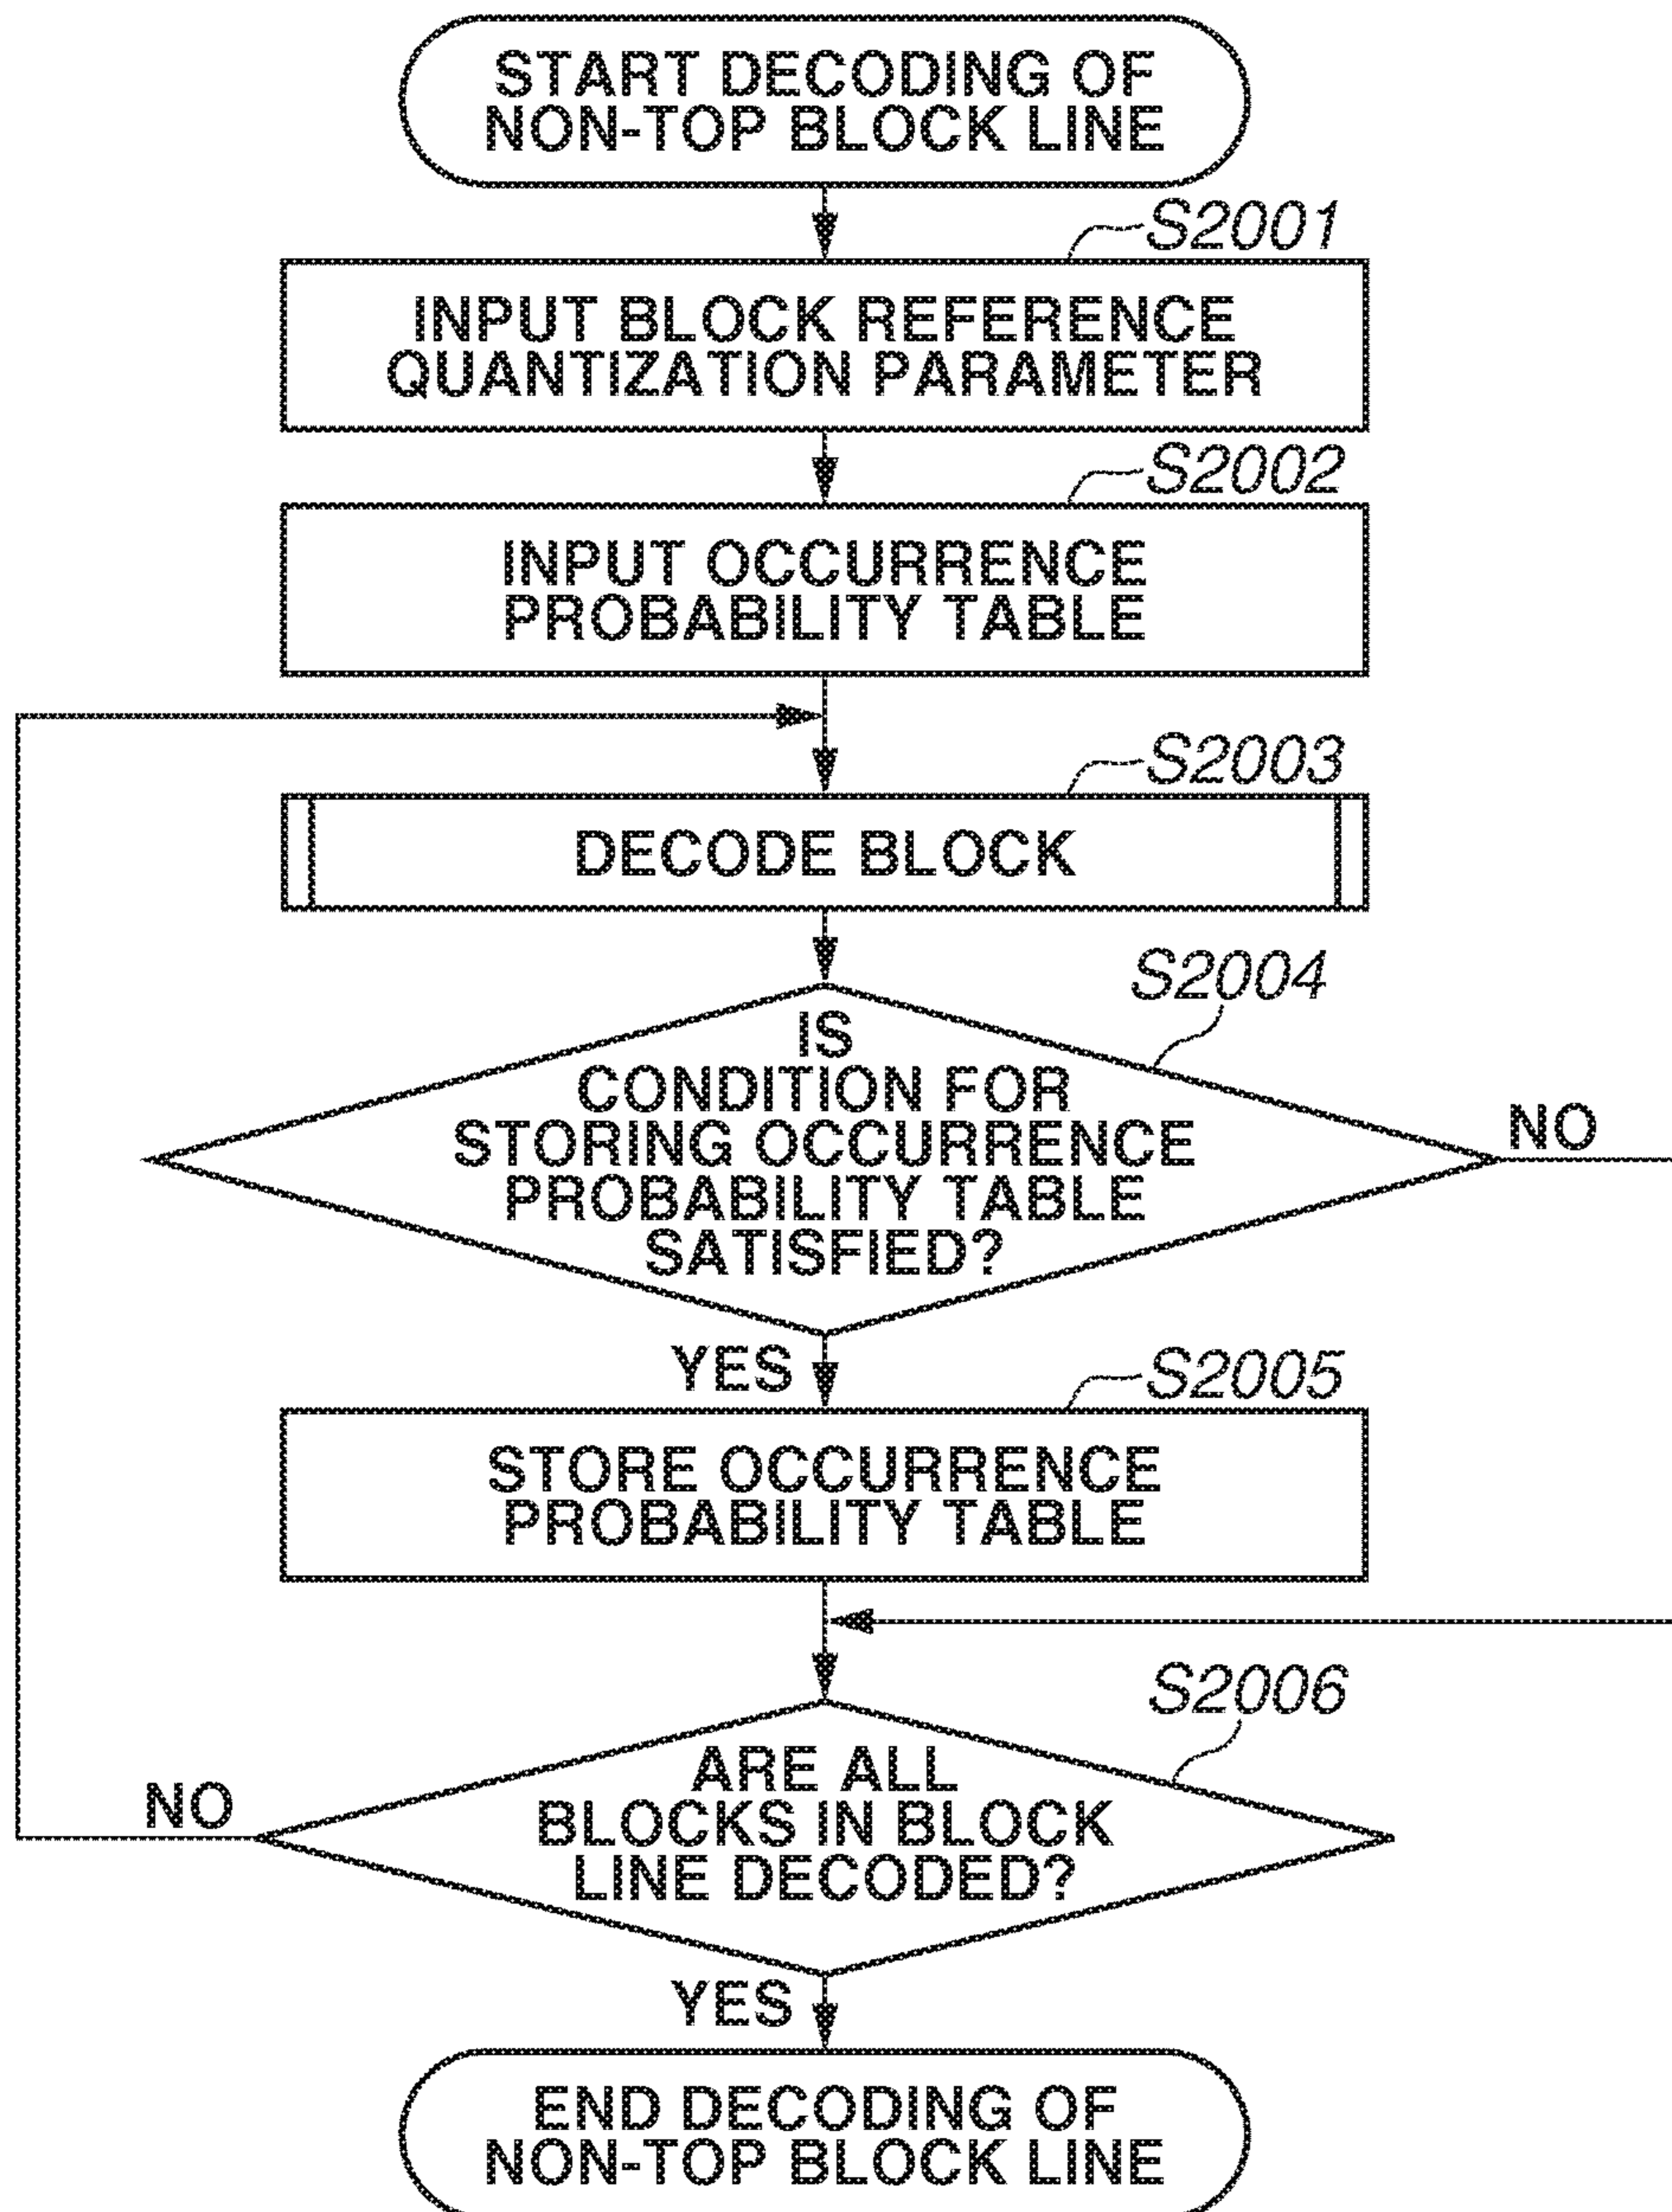 START DECODING OF
NON-TOP BLOCK LINE
S2001
INPUT BLOCK REFERENCE
QUANTIZATION PARAMETER
S2002
INPUT OCCURRENCE
PROBABILITY TABLE
S2003
DECODE BLOCK
S2004
IS
CONDITION FOR
STORING OCCURRENCE
PROBABILITY TABLE
SATISFIED?
NO
YES
S2005
STORE OCCURRENCE
PROBABILITY TABLE
S2006
ARE ALL
BLOCKS IN BLOCK
LINE DECODED?
NO
YES
END DECODING OF
NON-TOP BLOCK LINE